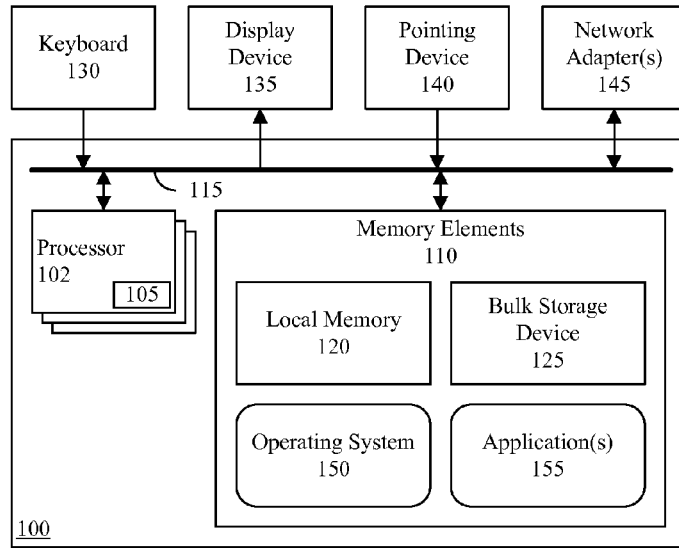 Keyboard
130
Display
Device
135
Pointing
Device
140
Network
Adapter(s)
145
115
Processor
102
105
Memory Elements
110
Local Memory
120
Bulk Storage
Device
125
Operating System
150
Application(s)
155
100